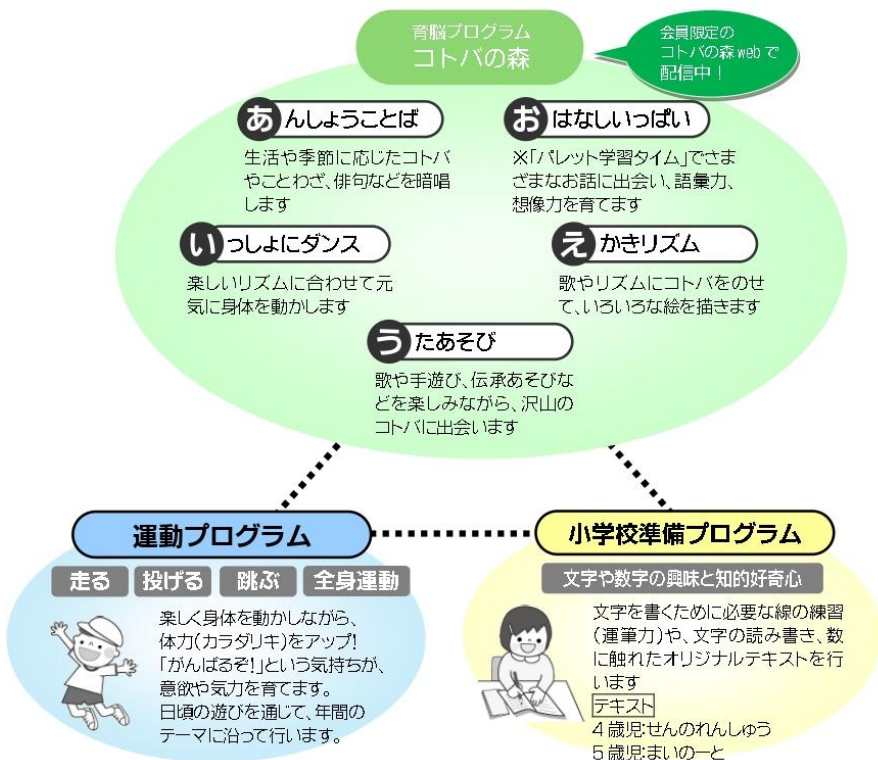 育脳プログラム
コトバの森
会員限定の
コトバの森webで
配信中！
あんしょうことば
生活や季節に応じたコトバ
やことわざ、俳句などを暗唱
します
おはなしいっぱい
※「パレット学習タイム」でさま
ざまなお話に出会い、語彙力、
想像力を育てます
いっしょにダンス
楽しいリズムに合わせて元
気に身体を動かします
えかきリズム
歌やリズムにコトバをのせ
て、いろいろな絵を描きます
うたあそび
歌や手遊び、伝承あそびな
どを楽しみながら、沢山の
コトバに出会います
運動プログラム
走る 投げる 跳ぶ 全身運動
楽しく身体を動かしながら、
体力(カラダリキ)をアップ!
「がんばるぞ!」という気持ちが、
意欲や気力を育てます。
日頃の遊びを通じて、年間の
テーマに沿って行います。
小学校準備プログラム
文字や数字の興味と知的好奇心
文字を書くために必要な線の練習
(運筆力)や、文字の読み書き、数
に触れたオリジナルテキストを行
います
テキスト
4歳児:せんのれんしゅう
5歳児:まいのーと